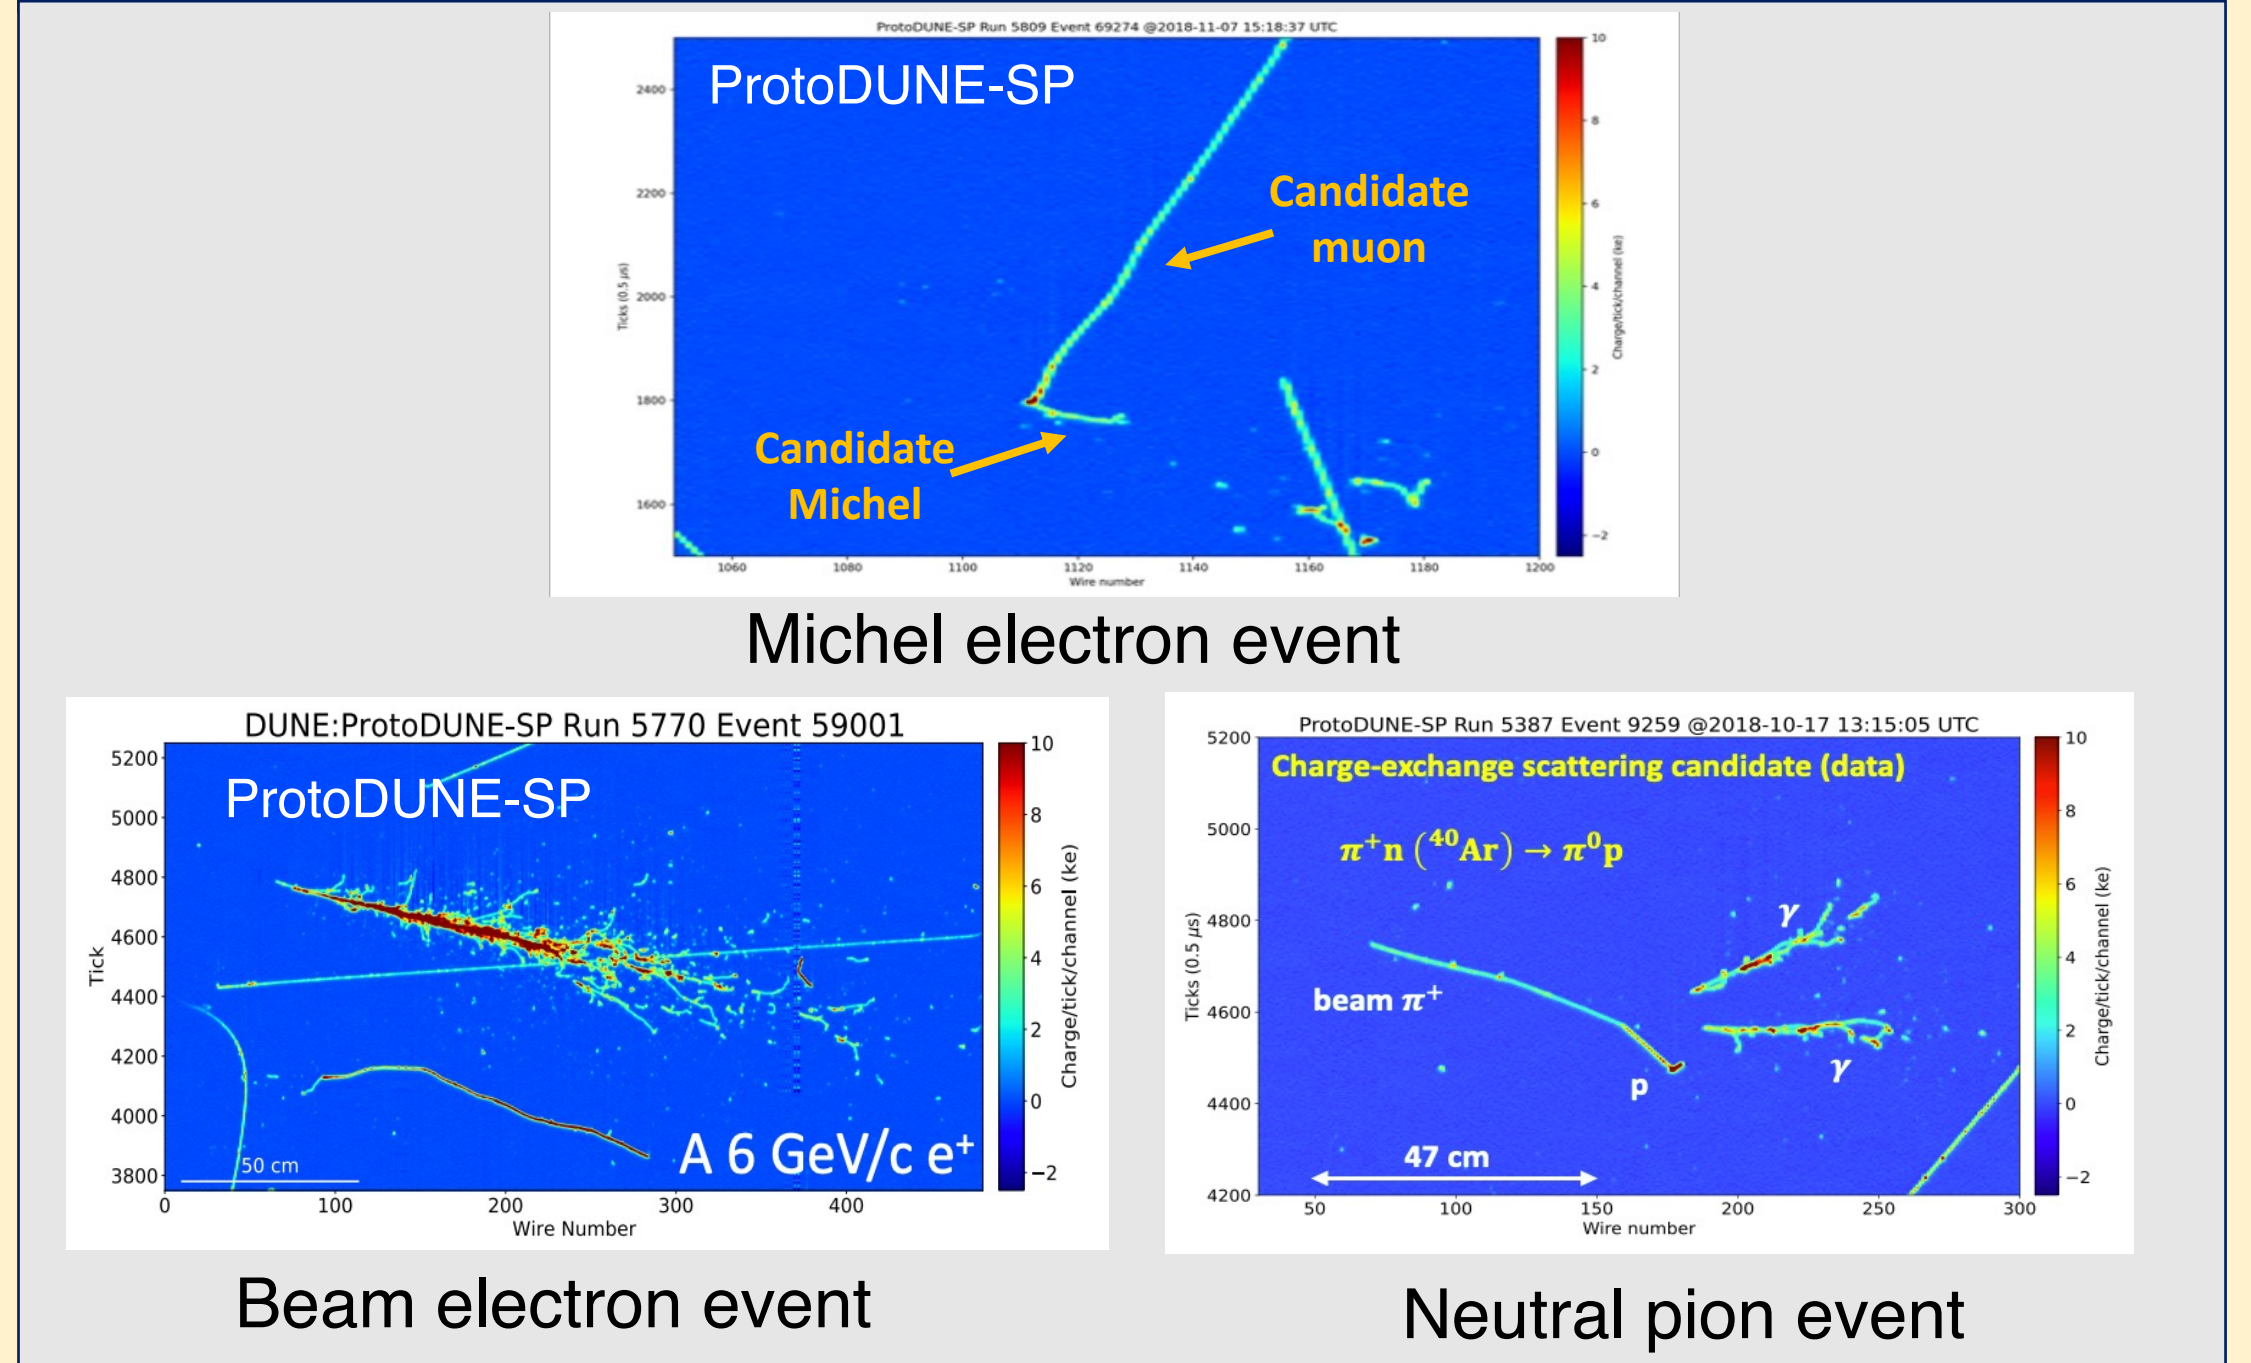 ProtoDUNE-SP Run 5809 Event 69274 @2018-11-07 15:18:37 UTC
ProtoDUNE-SP
Candidate
muon
Candidate
Michel
Ticks (0.5 μs)
2400
2200
2000
1800
1600
1060 1080 1100 1120 1140 1160 1180 1200
Wire number
10
8
6
4
2
0
−2
Charge/tick/channel (ke)
Michel electron event
DUNE:ProtoDUNE-SP Run 5770 Event 59001
ProtoDUNE-SP
Tick
5200
5000
4800
4600
4400
4200
4000
3800
50 cm
A 6 GeV/c e⁺
0 100 200 300 400
Wire Number
10
8
6
4
2
0
−2
Charge/tick/channel (ke)
Beam electron event
ProtoDUNE-SP Run 5387 Event 9259 @2018-10-17 13:15:05 UTC
Charge-exchange scattering candidate (data)
π⁺n (⁴⁰Ar) → π⁰p
γ
beam π⁺
γ
p
47 cm
Ticks (0.5 μs)
5200
5000
4800
4600
4400
4200
50 100 150 200 250 300
Wire number
10
8
6
4
2
0
−2
Charge/tick/channel (ke)
Neutral pion event